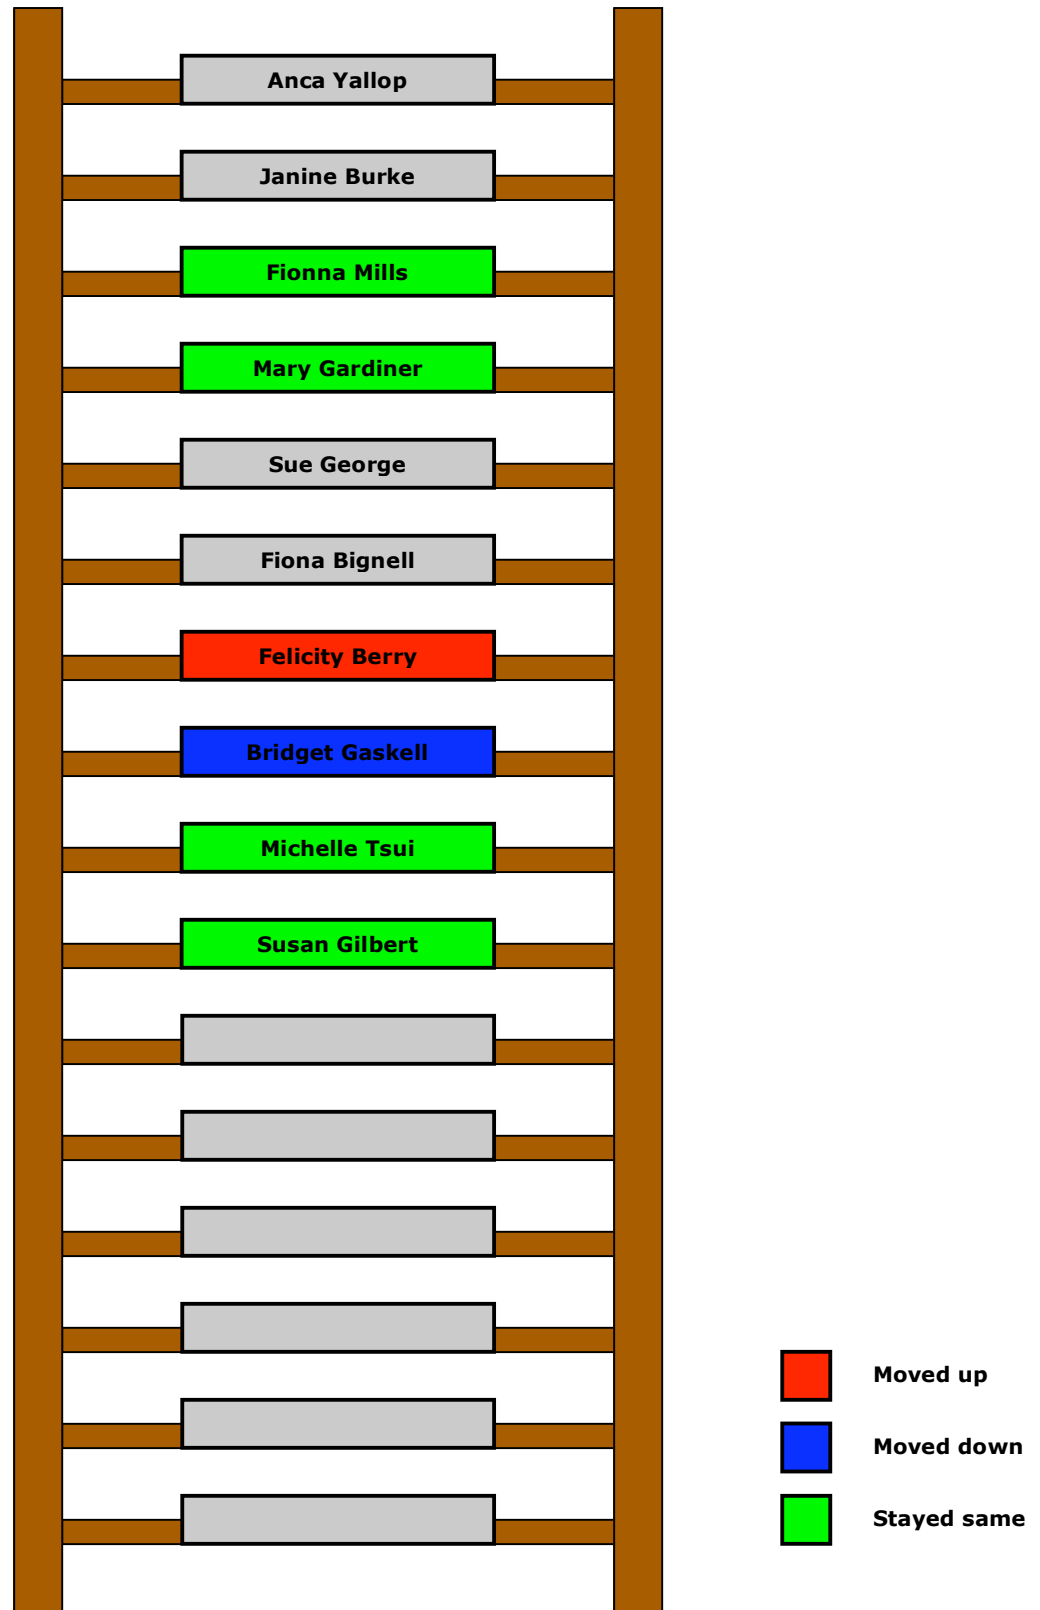 Anca Yallop
Janine Burke
Fionna Mills
Mary Gardiner
Sue George
Fiona Bignell
Felicity Berry
Bridget Gaskell
Michelle Tsui
Susan Gilbert
Moved up
Moved down
Stayed same